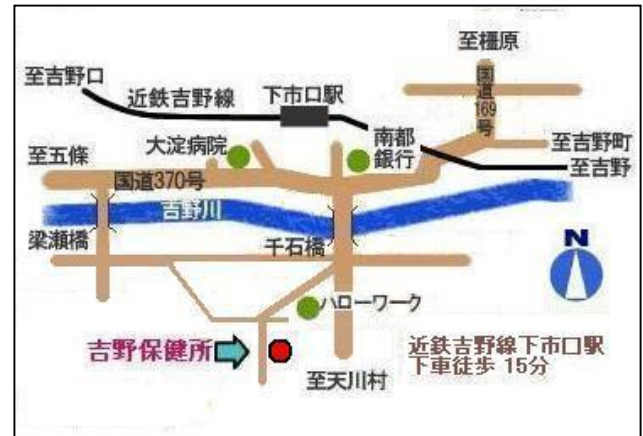 至橿原
至吉野口
近鉄吉野線
下市口駅
国道169号
大淀病院
南都
銀行
至吉野町
至五條
至吉野
国道370号
吉野川
梁瀬橋
千石橋
N
ハローワーク
吉野保健所
近鉄吉野線下市口駅
下車徒歩 15分
至天川村